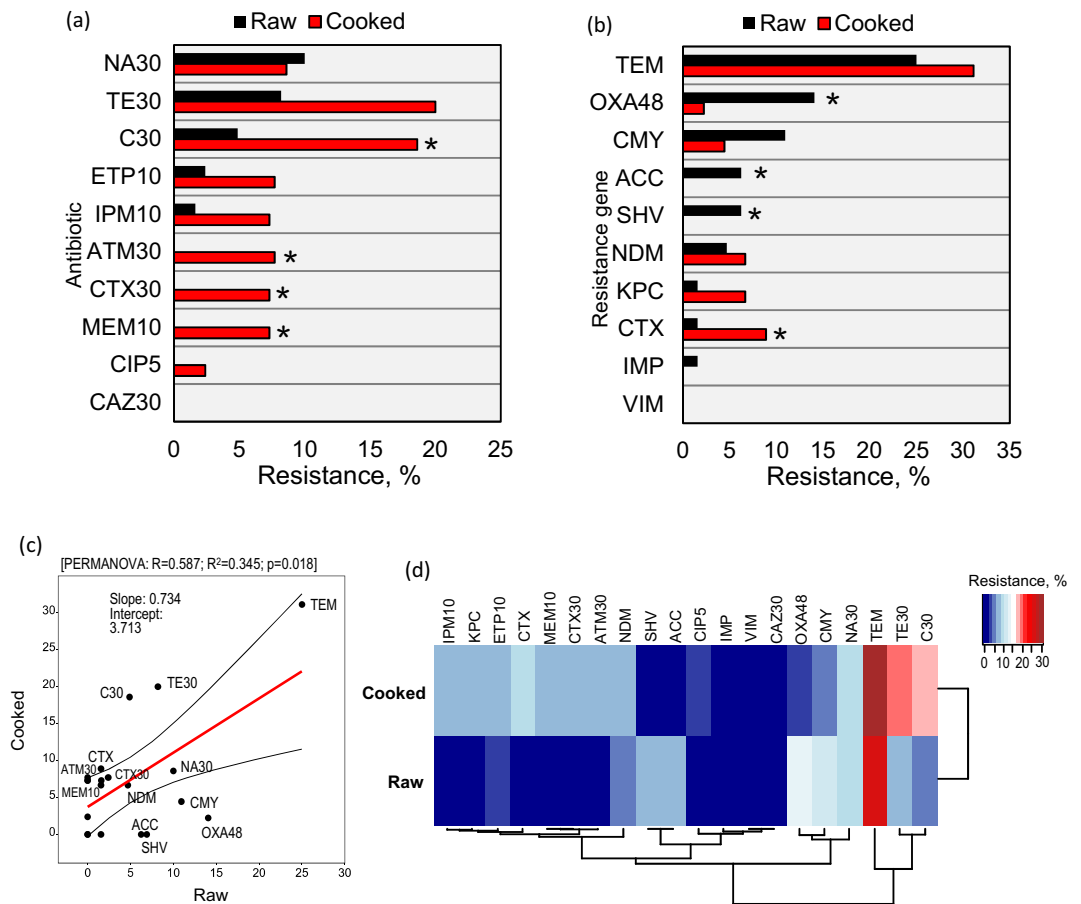 (a)
Raw Cooked
NA30
TE30
C30
*
ETP10
IPM10
ATM30
*
CTX30
*
MEM10
*
CIP5
CAZ30
Antibiotic
0 5 10 15 20 25
Resistance, %
(b)
Raw Cooked
TEM
OXA48
*
CMY
ACC
*
SHV
*
NDM
KPC
CTX
*
IMP
VIM
Resistance gene
0 5 10 15 20 25 30 35
Resistance, %
(c)
[PERMANOVA: R=0.587; R²=0.345; p=0.018]
Slope: 0.734
Intercept:
3.713
TEM
C30
TE30
CTX
ATM30
CTX30
NA30
MEM10
NDM
CMY
ACC
OXA48
SHV
30
25
20
15
10
5
0
Cooked
0 5 10 15 20 25 30
Raw
(d)
Resistance, %
0 10 20 30
IPM10 KPC ETP10 CTX MEM10 CTX30 ATM30 NDM SHV ACC CIP5 IMP VIM CAZ30 OXA48 CMY NA30 TEM TE30 C30
Cooked
Raw